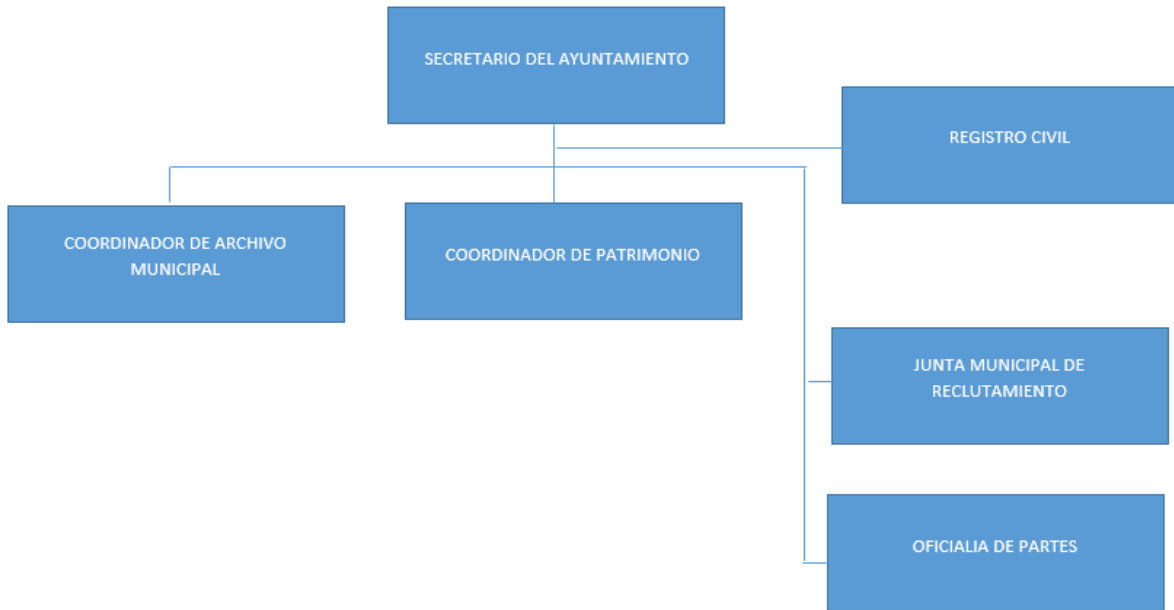 SECRETARIO DEL AYUNTAMIENTO
REGISTRO CIVIL
COORDINADOR DE ARCHIVO
MUNICIPAL
COORDINADOR DE PATRIMONIO
JUNTA MUNICIPAL DE
RECLUTAMIENTO
OFICIALIA DE PARTES